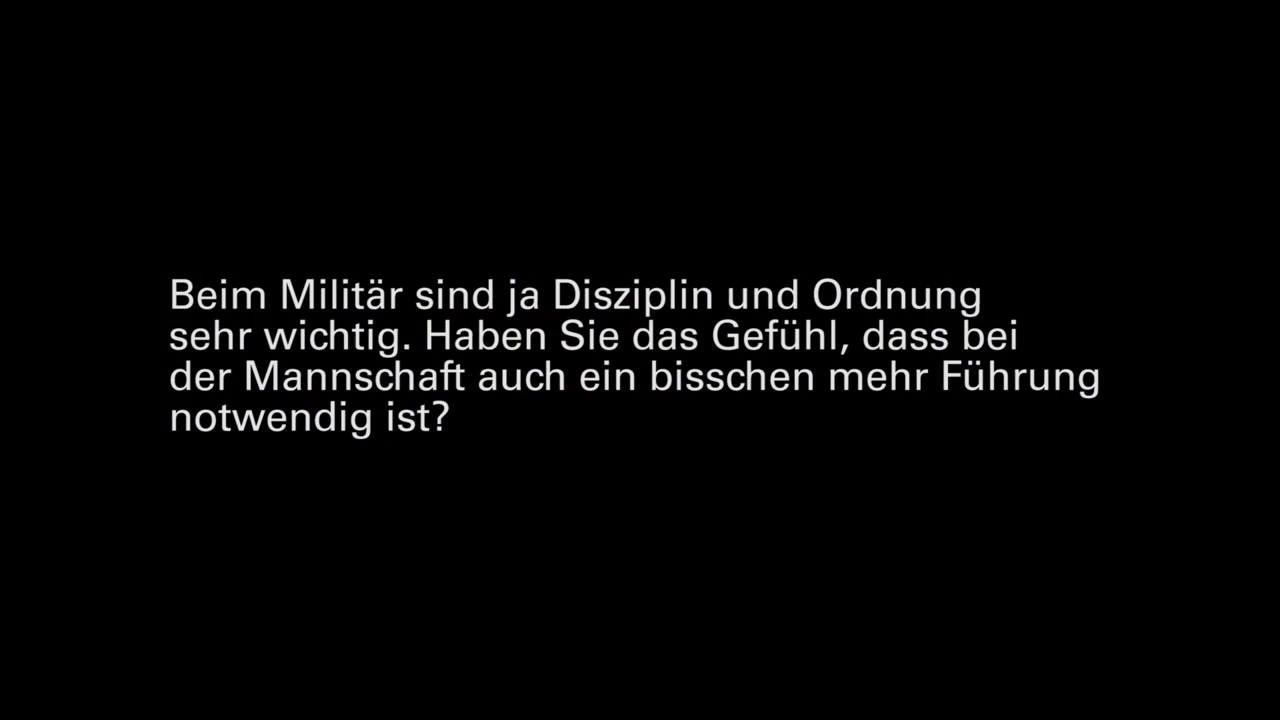 Beim Militär sind ja Disziplin und Ordnung
sehr wichtig. Haben Sie das Gefühl, dass bei
der Mannschaft auch ein bisschen mehr Führung
notwendig ist?